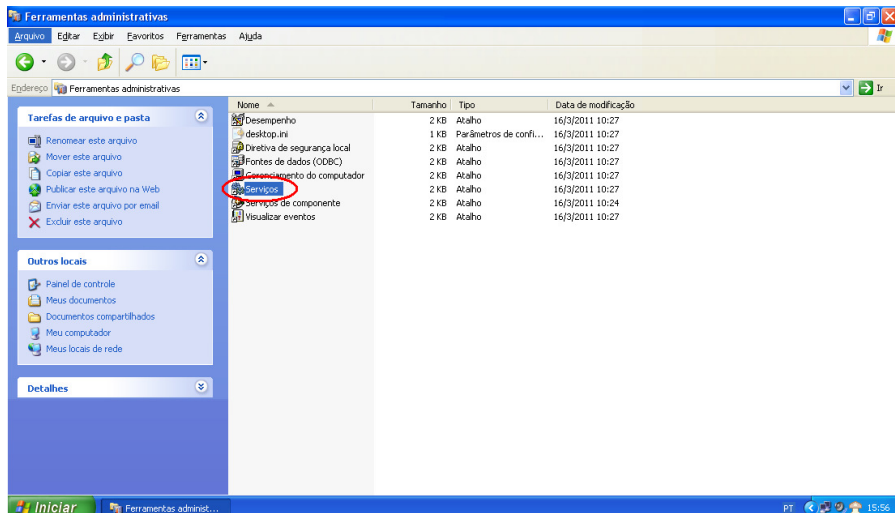 Ferramentas administrativas
Arquivo Editar Exibir Favoritos Ferramentas Ajuda
Endereço Ferramentas administrativas Ir
Tarefas de arquivo e pasta
Renomear este arquivo
Mover este arquivo
Copiar este arquivo
Publicar este arquivo na Web
Enviar este arquivo por email
Excluir este arquivo
Outros locais
Painel de controle
Meus documentos
Documentos compartilhados
Meu computador
Meus locais de rede
Detalhes
Nome Tamanho Tipo Data de modificação
Desempenho 2 KB Atalho 16/3/2011 10:27
desktop.ini 1 KB Parâmetros de confi... 16/3/2011 10:27
Diretiva de segurança local 2 KB Atalho 16/3/2011 10:27
Fontes de dados (ODBC) 2 KB Atalho 16/3/2011 10:27
Gerenciamento do computador 2 KB Atalho 16/3/2011 10:27
Serviços 2 KB Atalho 16/3/2011 10:27
Serviços de componente 2 KB Atalho 16/3/2011 10:24
Visualizar eventos 2 KB Atalho 16/3/2011 10:27
Iniciar Ferramentas administ... PT 15:56